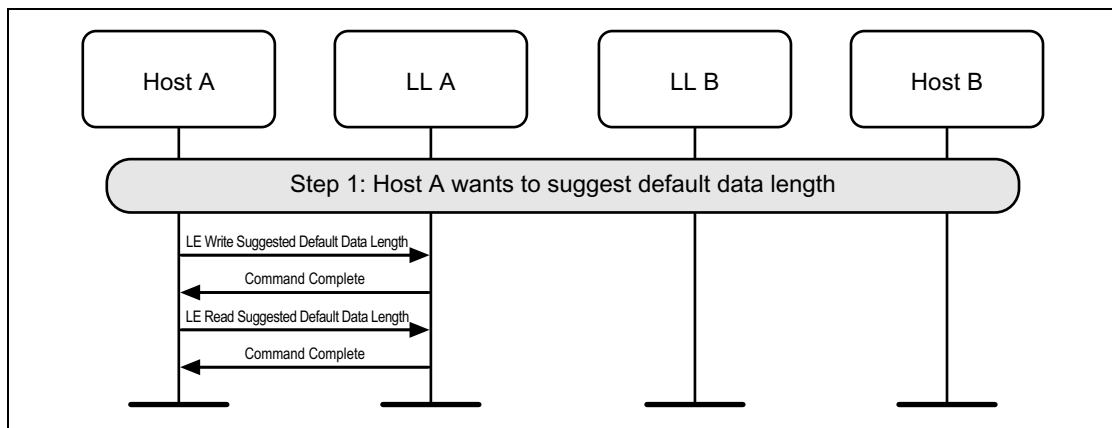 Host A
LL A
LL B
Host B
Step 1: Host A wants to suggest default data length
LE Write Suggested Default Data Length
Command Complete
LE Read Suggested Default Data Length
Command Complete